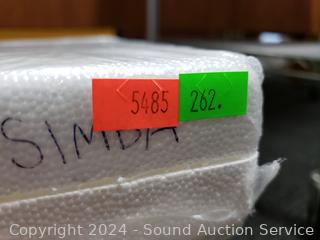 5485 262.
SIMBA
Copyright 2024 - Sound Auction Service